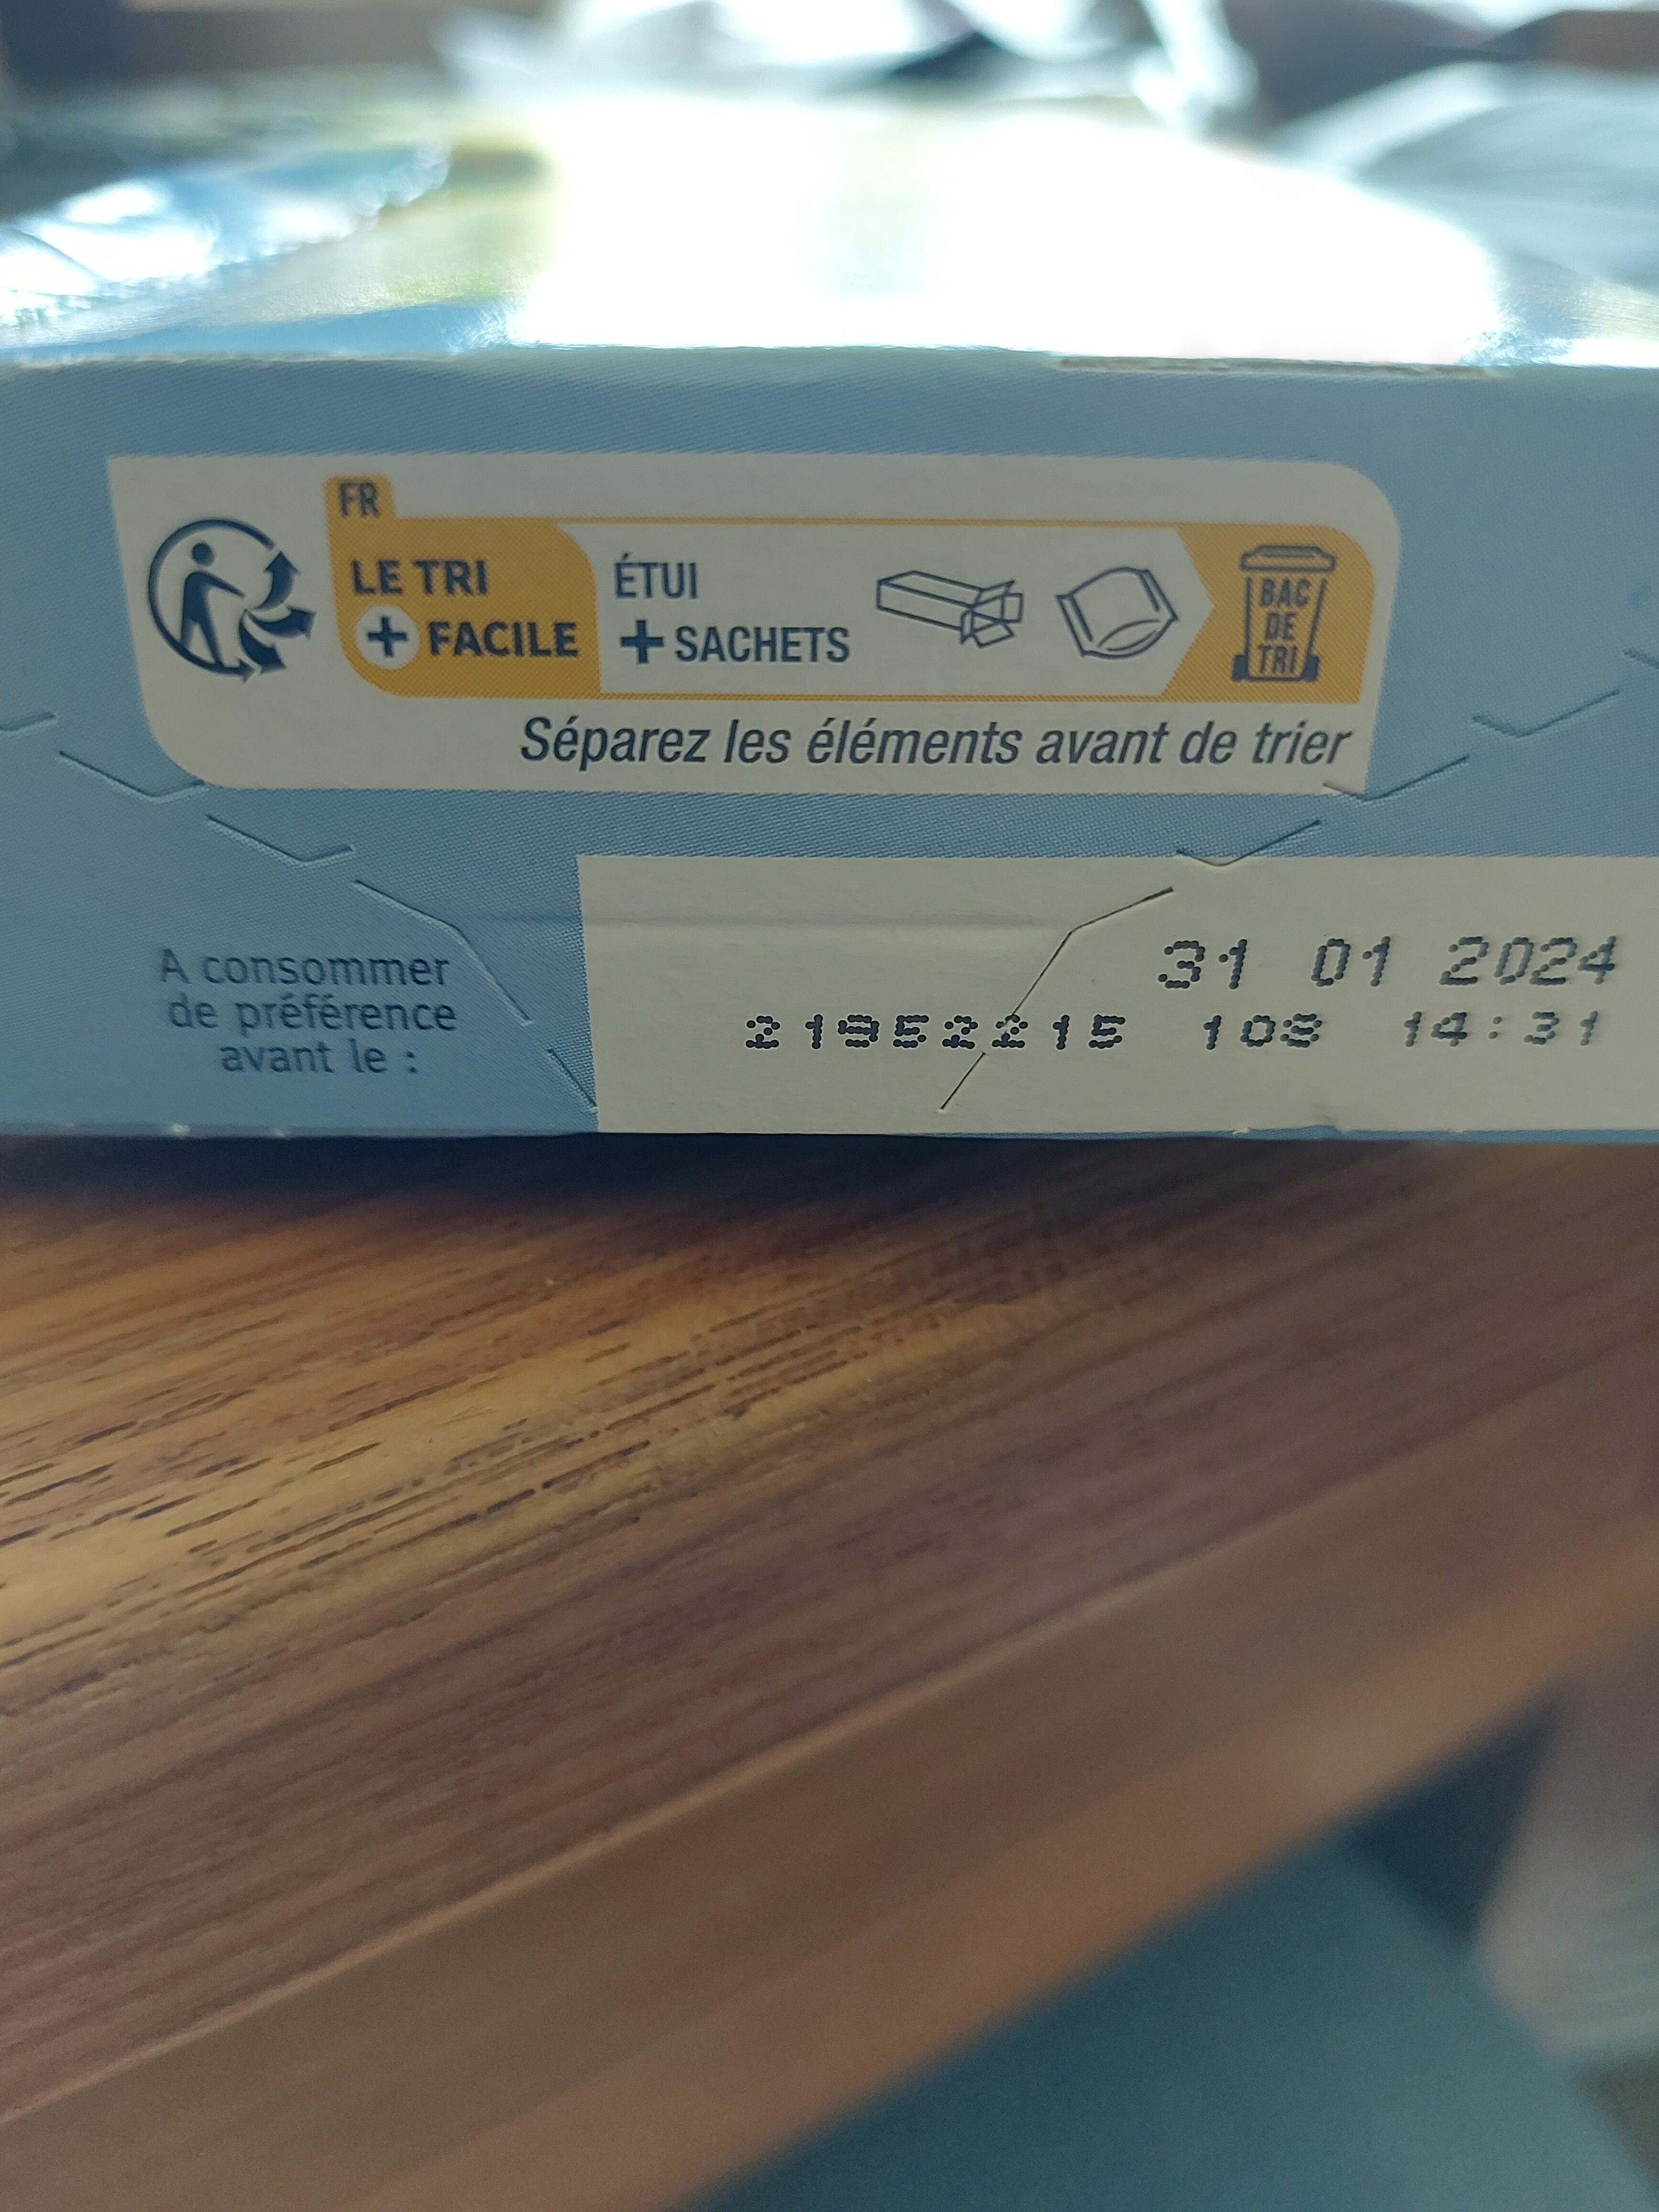 FR
LE TRI
+ FACILE
ÉTUI
+ SACHETS
BAC
DE
TRI
Séparez les éléments avant de trier
A consommer
de préférence
avant le :
31 01 2024
21952215 108 14:31